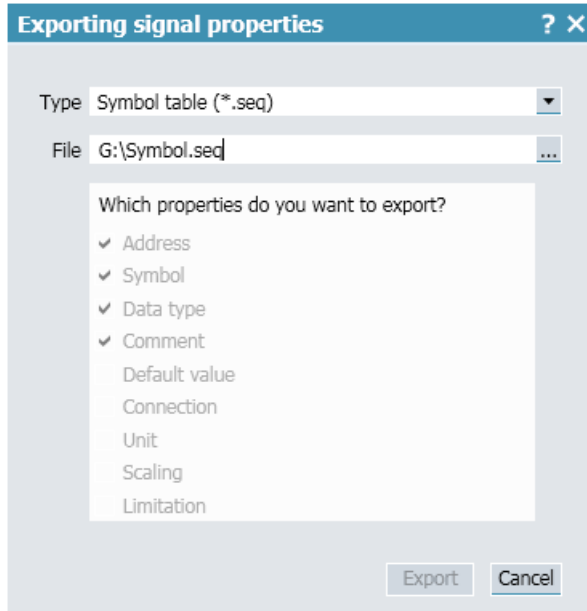 Exporting signal properties ? ×
Type Symbol table (*.seq)
File G:\Symbol.seq ...
Which properties do you want to export?
Address
Symbol
Data type
Comment
Default value
Connection
Unit
Scaling
Limitation
Export Cancel